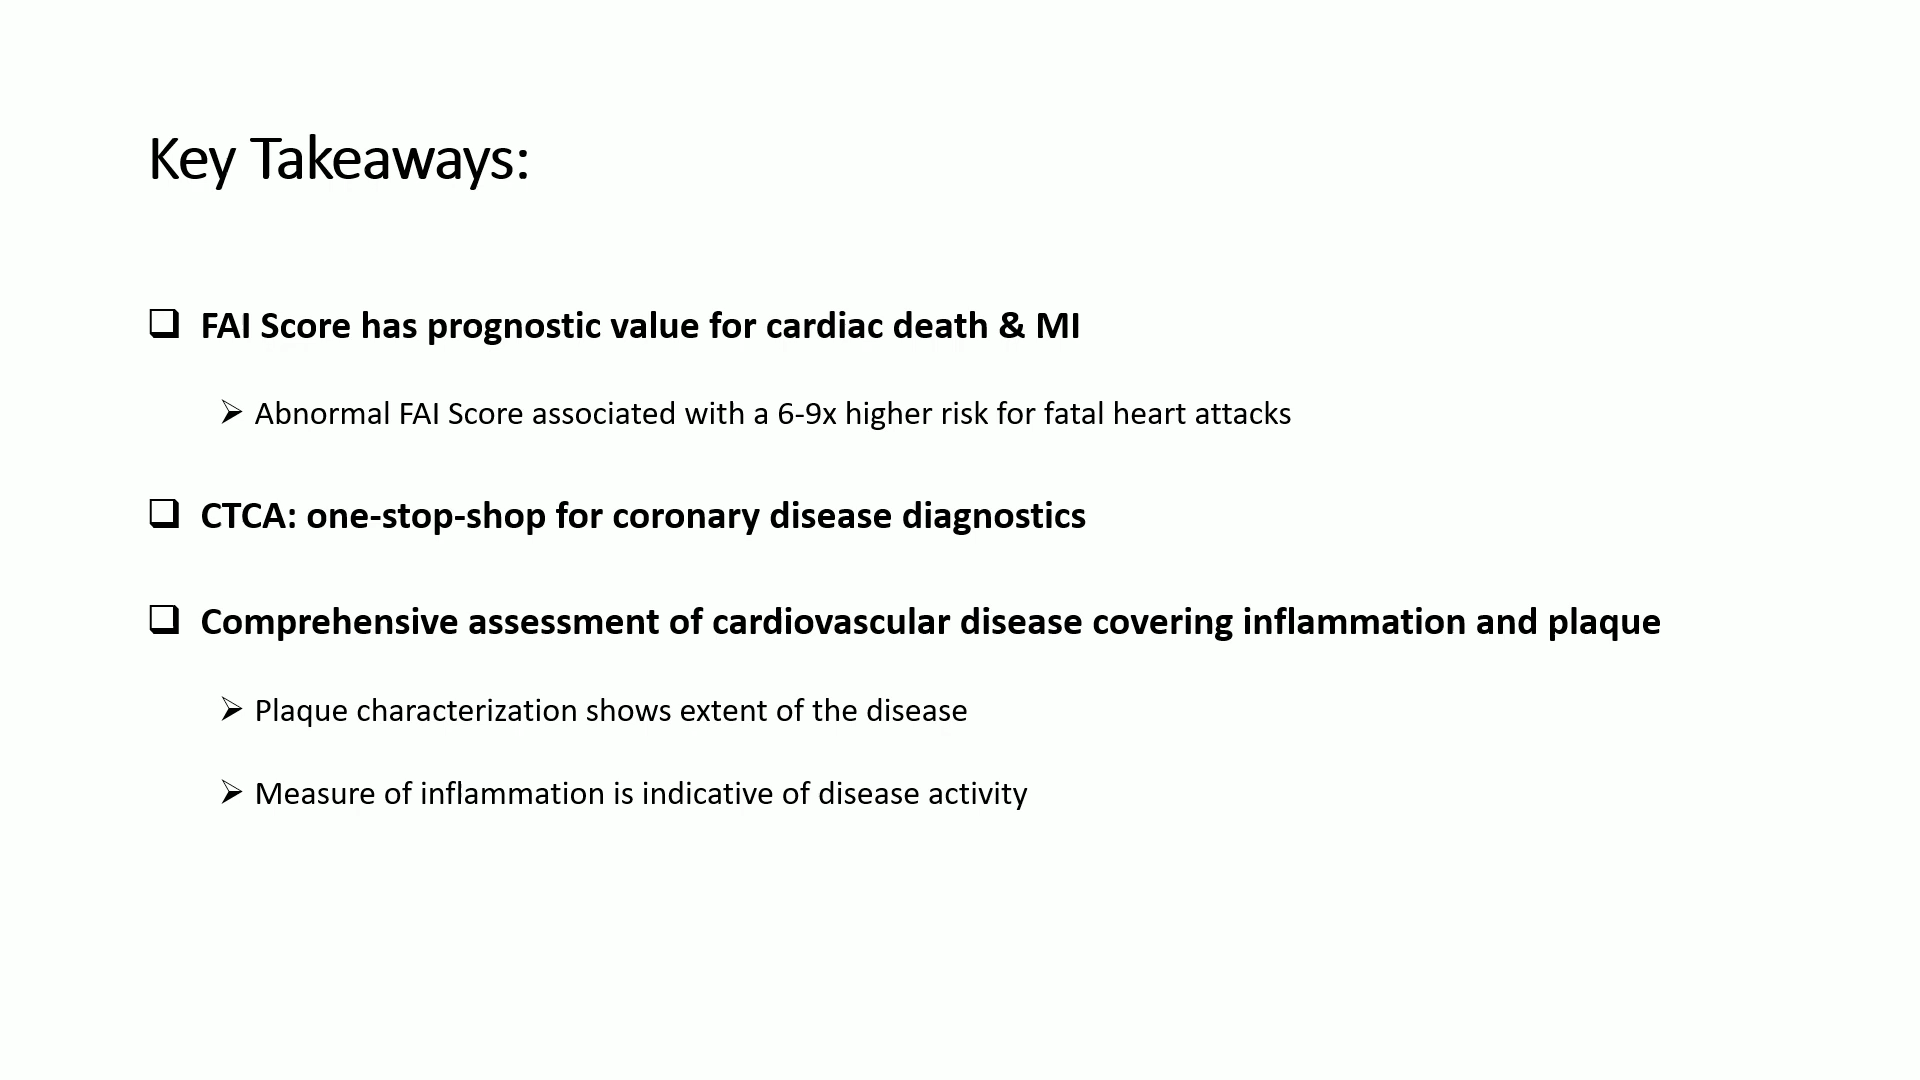 Key Takeaways:
❑ FAI Score has prognostic value for cardiac death & MI
➢ Abnormal FAI Score associated with a 6-9x higher risk for fatal heart attacks
❑ CTCA: one-stop-shop for coronary disease diagnostics
❑ Comprehensive assessment of cardiovascular disease covering inflammation and plaque
➢ Plaque characterization shows extent of the disease
➢ Measure of inflammation is indicative of disease activity